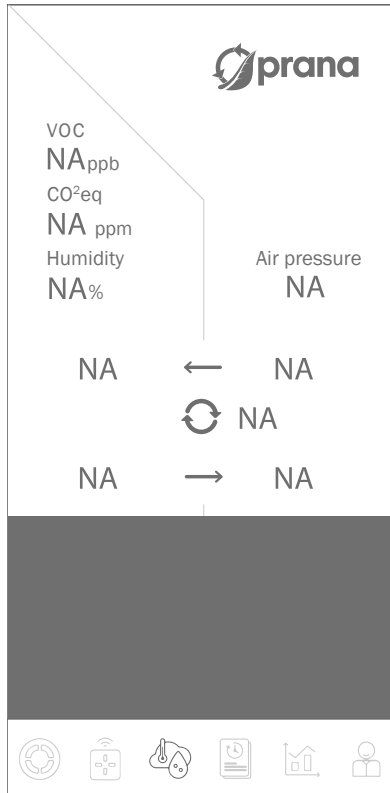 prana
VOC
NAppb
CO²eq
NA ppm
Humidity
NA%
Air pressure
NA
NA ← NA
NA
NA → NA